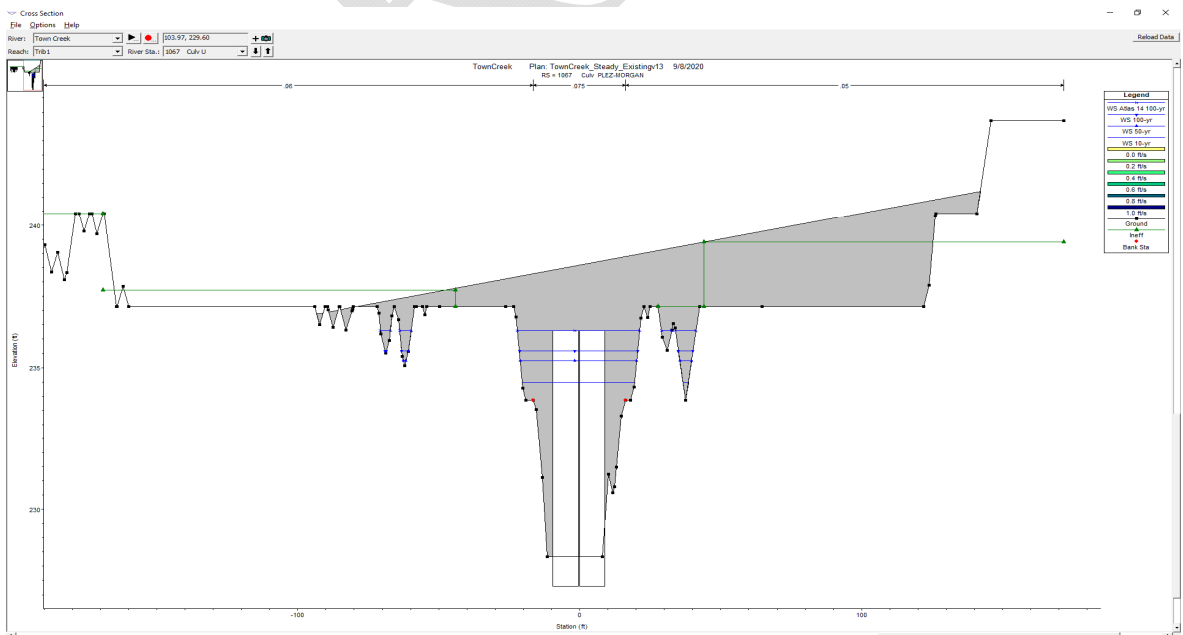 Cross Section
File Options Help
River: Town Creek 103.97, 229.60 Reload Data
Reach: Trib1 River Sta.: 1067 Culv U
TownCreek Plan: TownCreek_Steady_Existingv13 9/8/2020
RS = 1067 Culv PLEZ-MORGAN
.06 .075 .05
Legend
WS Atlas 14 100-yr
WS 100-yr
WS 50-yr
WS 10-yr
0.0 ft/s
0.2 ft/s
0.4 ft/s
0.6 ft/s
0.8 ft/s
1.0 ft/s
Ground
Ineff
Bank Sta
240
235
230
Elevation (ft)
-100 0 100
Station (ft)